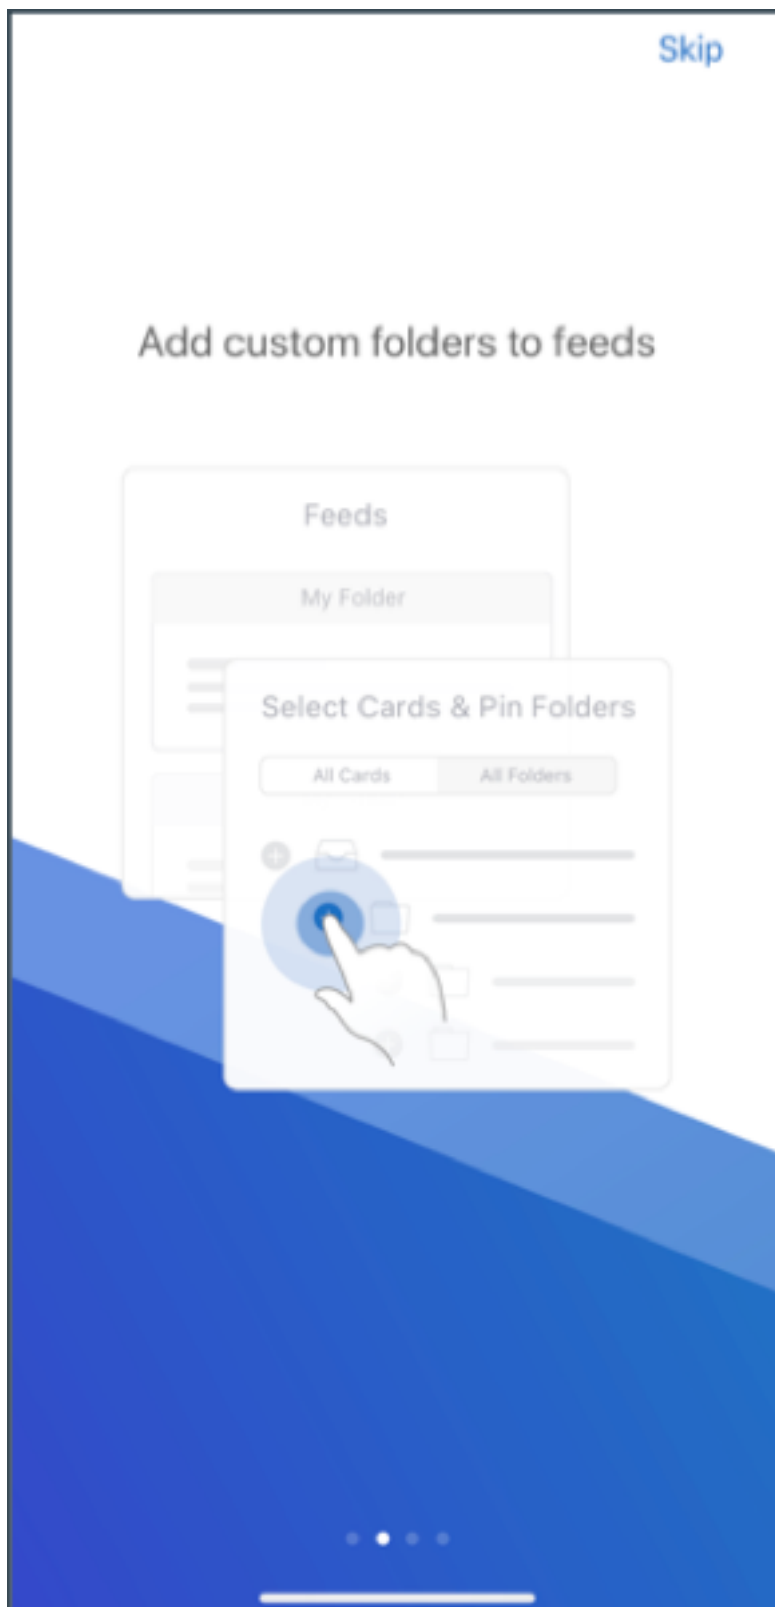 Skip
Add custom folders to feeds
Feeds
My Folder
Select Cards & Pin Folders
All Cards
All Folders